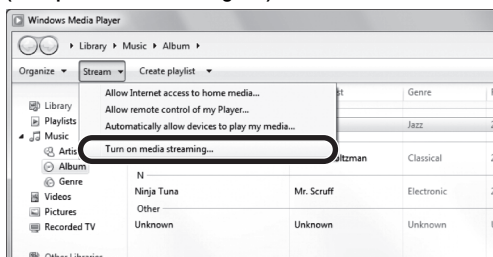 Windows Media Player
Library ▸ Music ▸ Album ▸
Organize ▾ Stream ▾ Create playlist ▾
Allow Internet access to home media...
Allow remote control of my Player...
Automatically allow devices to play my media...
Turn on media streaming...
Genre
Library
Playlists
Music
Jazz
Classical
Album
Genre
N
Ninja Tuna Mr. Scruff Electronic
Videos
Other
Pictures
Recorded TV
Unknown Unknown Unknown